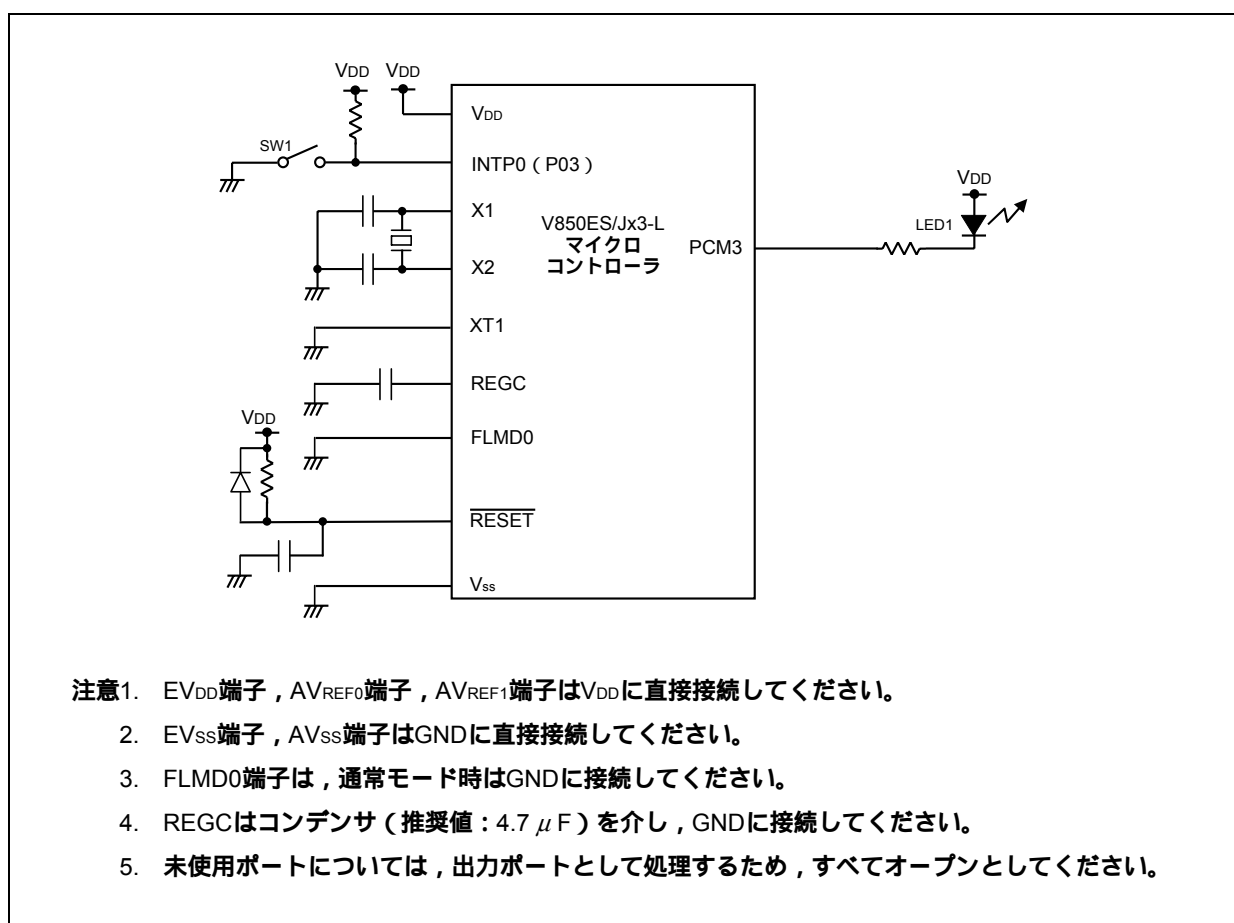 VDD VDD
VDD
SW1
INTP0（P03）
VDD
X1
V850ES/Jx3-L
LED1
マイクロ
PCM3
コントローラ
X2
XT1
REGC
VDD
FLMD0
RESET
Vss
注意1. EVDD端子，AVREF0端子，AVREF1端子はVDDに直接接続してください。
2. EVSS端子，AVSS端子はGNDに直接接続してください。
3. FLMD0端子は，通常モード時はGNDに接続してください。
4. REGCはコンデンサ（推奨値：4.7 μF）を介し，GNDに接続してください。
5. 未使用ポートについては，出力ポートとして処理するため，すべてオープンとしてください。